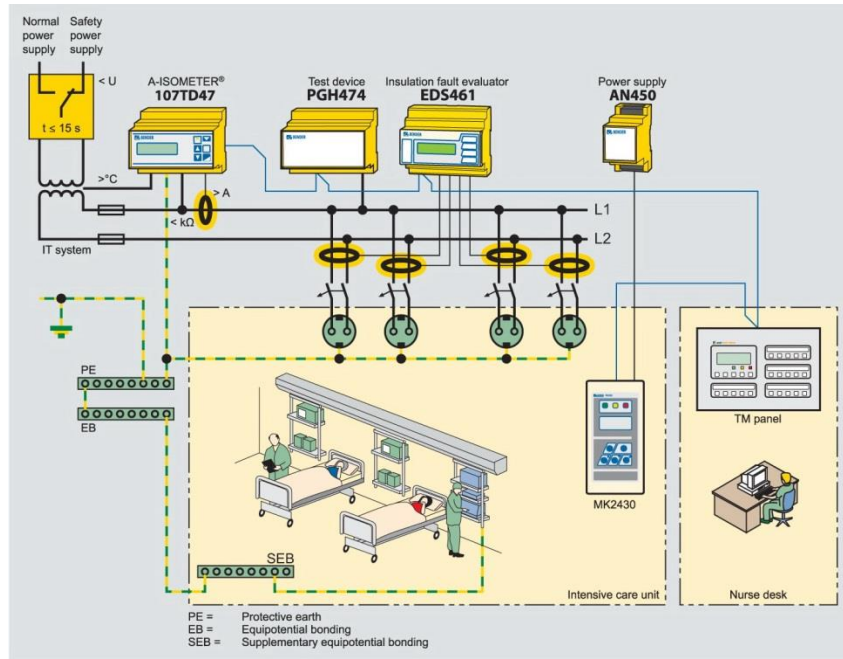 Normal
power
supply
Safety
power
supply
< U
t ≤ 15 s
A-ISOMETER®
107TD47
Test device
PGH474
Insulation fault evaluator
EDS461
Power supply
AN450
>°C
> A
< kΩ
L1
L2
IT system
PE
EB
SEB
MK2430
TM panel
Intensive care unit
Nurse desk
PE = Protective earth
EB = Equipotential bonding
SEB = Supplementary equipotential bonding